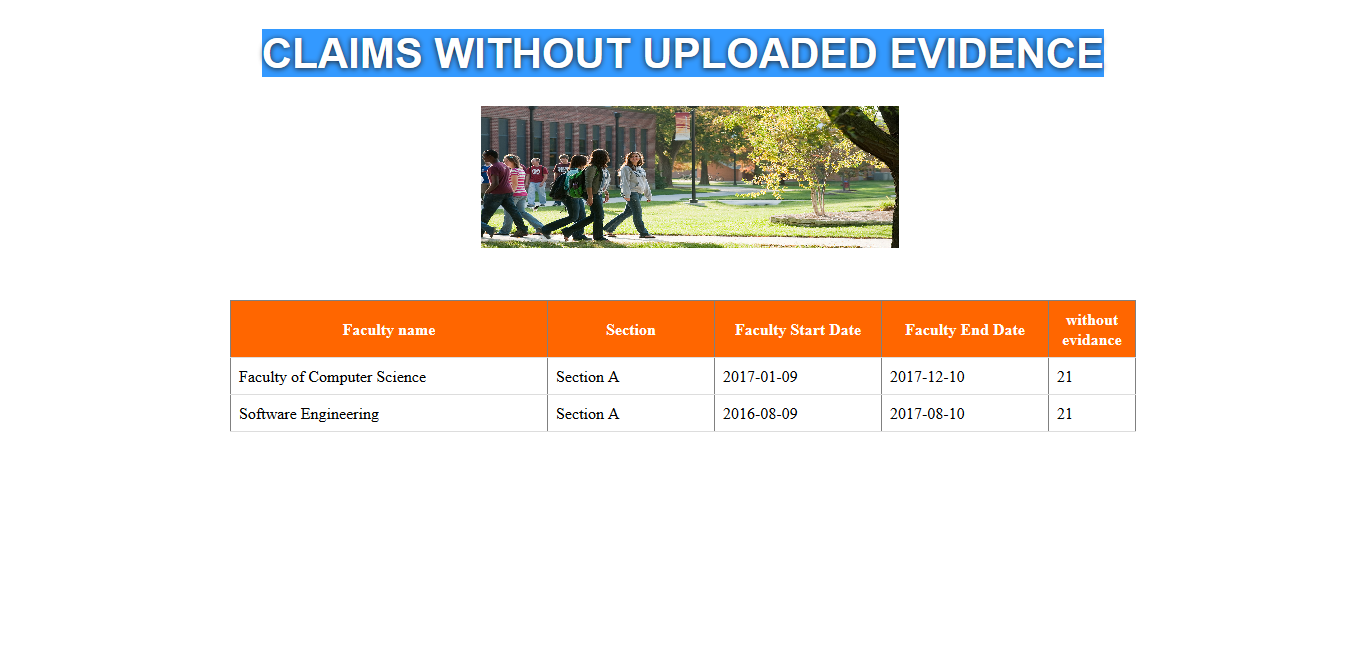 CLAIMS WITHOUT UPLOADED EVIDENCE
Faculty name Section Faculty Start Date Faculty End Date without evidance
Faculty of Computer Science Section A 2017-01-09 2017-12-10 21
Software Engineering Section A 2016-08-09 2017-08-10 21